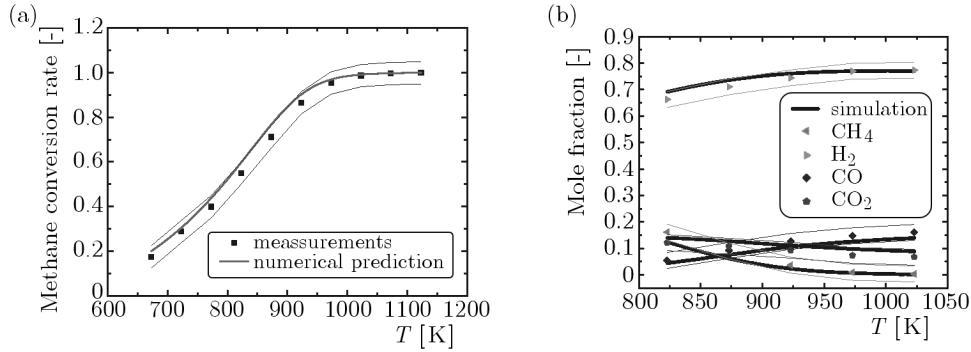 (a)
Methane conversion rate [-]
1.2
1.0
0.8
0.6
0.4
0.2
0
600 700 800 900 1000 1100 1200
T [K]
meassurements
numerical prediction
(b)
Mole fraction [-]
0.9
0.8
0.7
0.6
0.5
0.4
0.3
0.2
0.1
0
800 850 900 950 1000 1050
T [K]
simulation
CH4
H2
CO
CO2